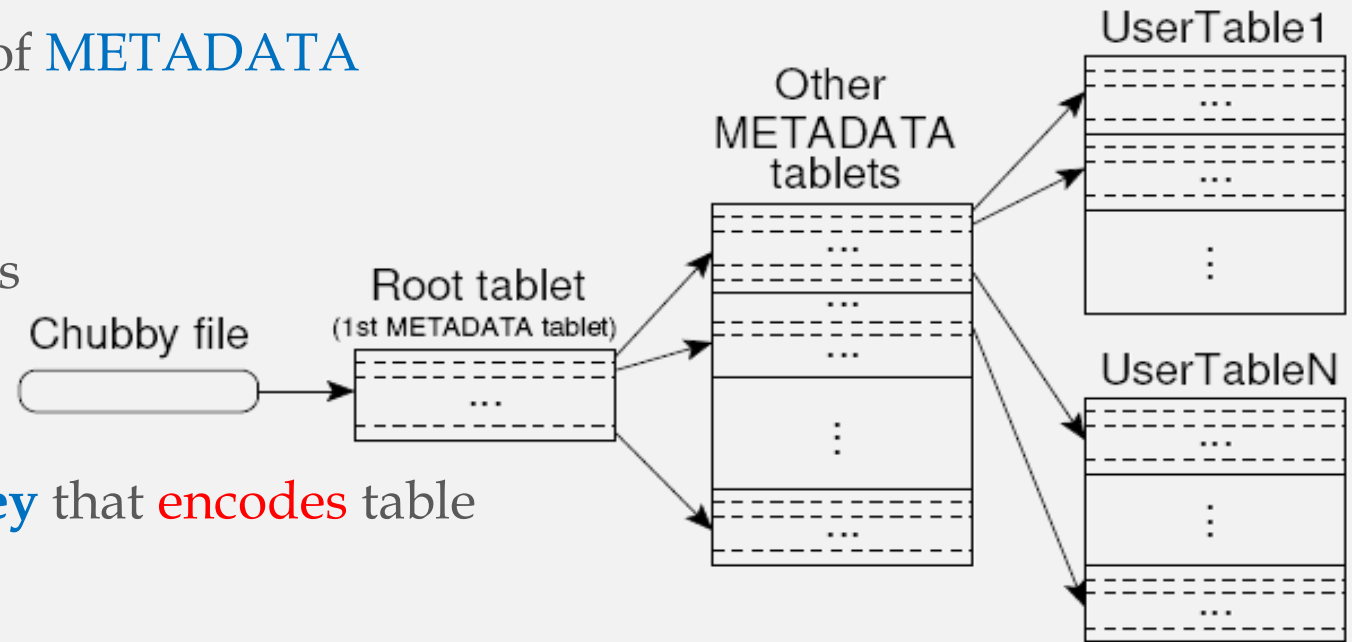 of METADATA
s
ey that encodes table
Chubby file
Root tablet
(1st METADATA tablet)
...
Other
METADATA
tablets
...
...
...
⋮
...
UserTable1
...
...
⋮
UserTableN
...
⋮
...